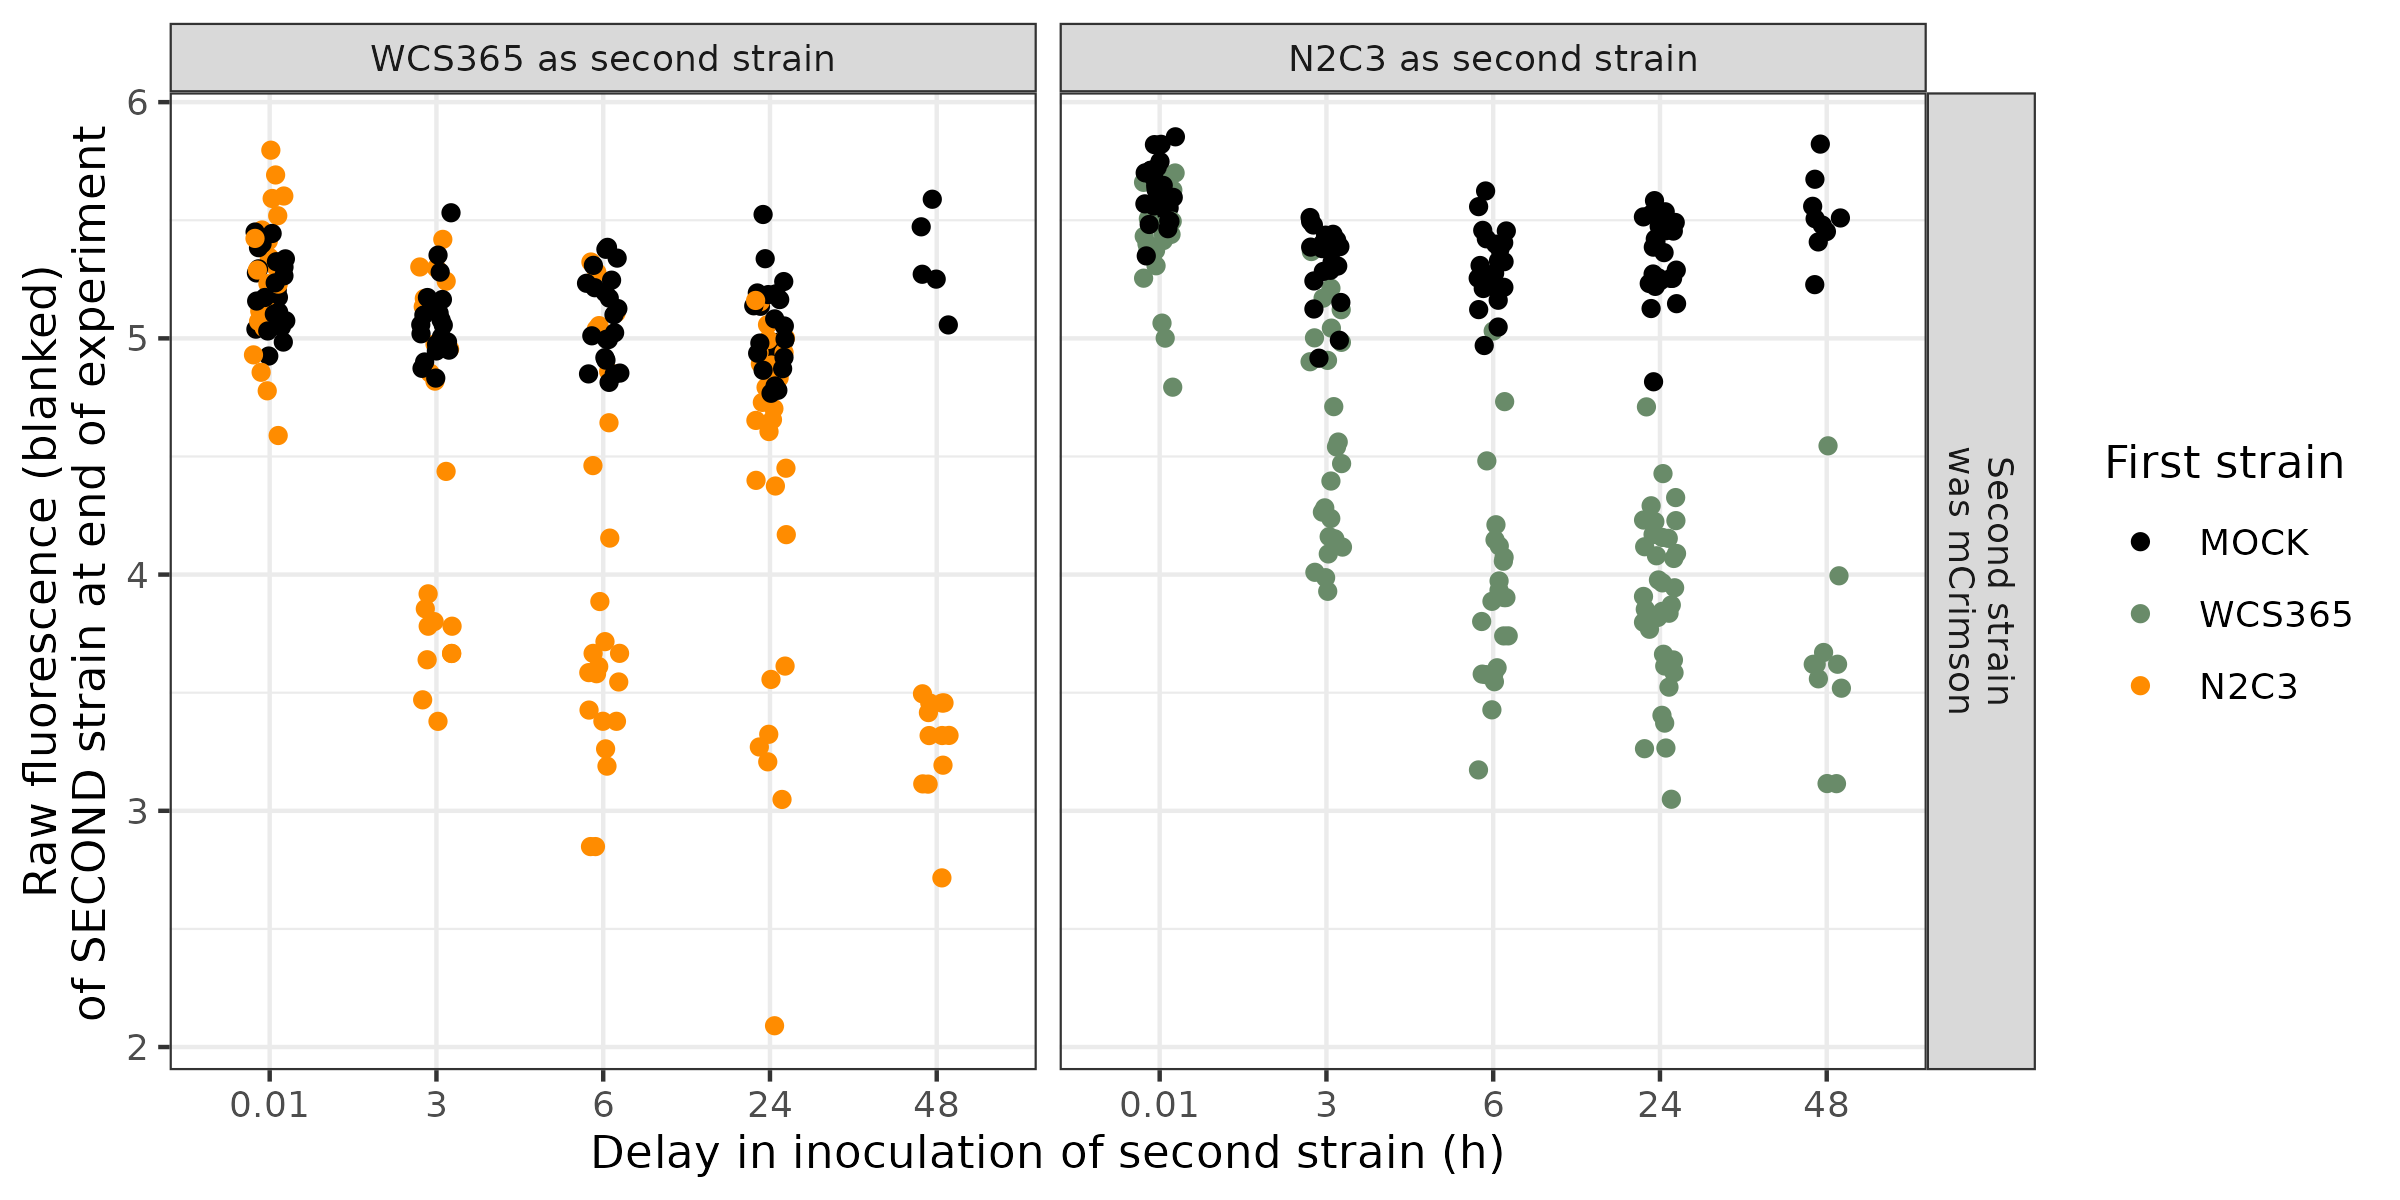 WCS365 as second strain
N2C3 as second strain
Raw fluorescence (blanked)
of SECOND strain at end of experiment
6
5
4
3
2
Second strain
was mCrimson
0.01
3
6
24
48
0.01
3
6
24
48
Delay in inoculation of second strain (h)
First strain
MOCK
WCS365
N2C3